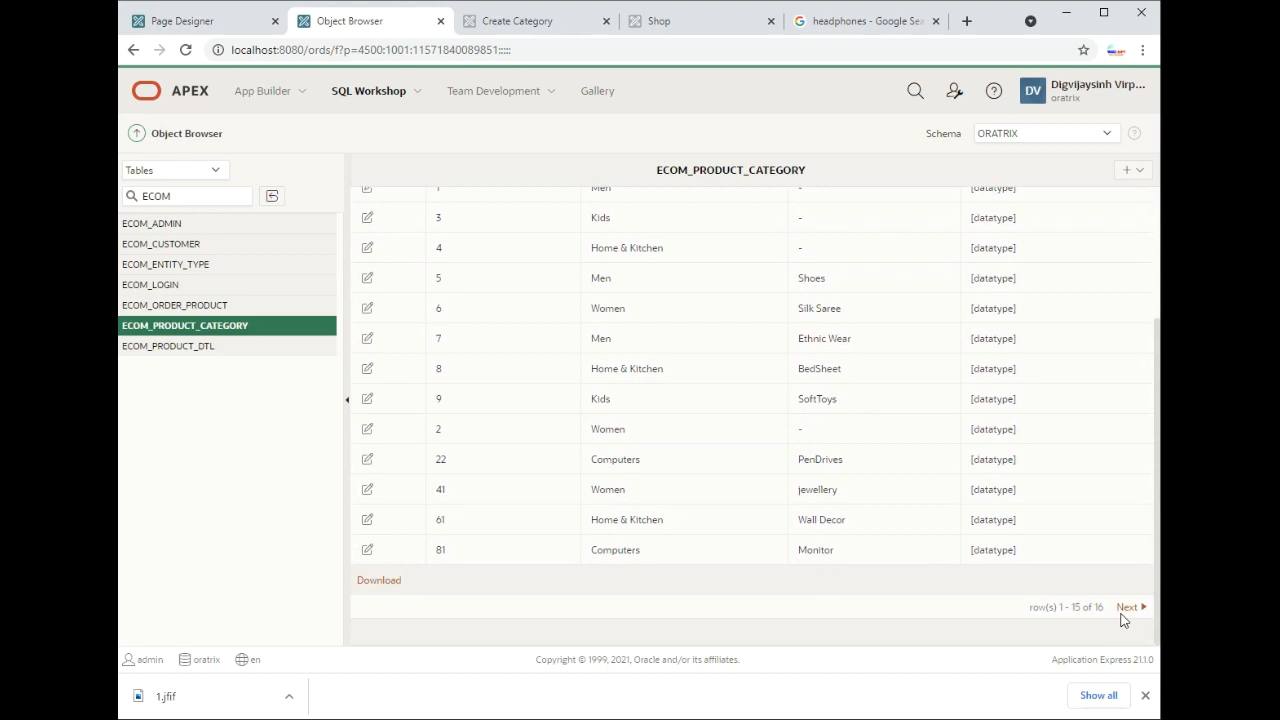 Page Designer
Object Browser
Create Category
Shop
headphones - Google Sea
localhost:8080/ords/f?p=4500:1001:11571840089851:::::
APEX
App Builder
SQL Workshop
Team Development
Gallery
DV
Digvijaysinh Virp...
oratrix
Object Browser
Schema
ORATRIX
Tables
ECOM_PRODUCT_CATEGORY
ECOM
ECOM_ADMIN
ECOM_CUSTOMER
ECOM_ENTITY_TYPE
ECOM_LOGIN
ECOM_ORDER_PRODUCT
ECOM_PRODUCT_CATEGORY
ECOM_PRODUCT_DTL
1 Men - [datatype]
3 Kids - [datatype]
4 Home & Kitchen - [datatype]
5 Men Shoes [datatype]
6 Women Silk Saree [datatype]
7 Men Ethnic Wear [datatype]
8 Home & Kitchen BedSheet [datatype]
9 Kids SoftToys [datatype]
2 Women - [datatype]
22 Computers PenDrives [datatype]
41 Women jewellery [datatype]
61 Home & Kitchen Wall Decor [datatype]
81 Computers Monitor [datatype]
Download
row(s) 1 - 15 of 16 Next
admin
oratrix
en
Copyright © 1999, 2021, Oracle and/or its affiliates.
Application Express 21.1.0
1.jfif
Show all